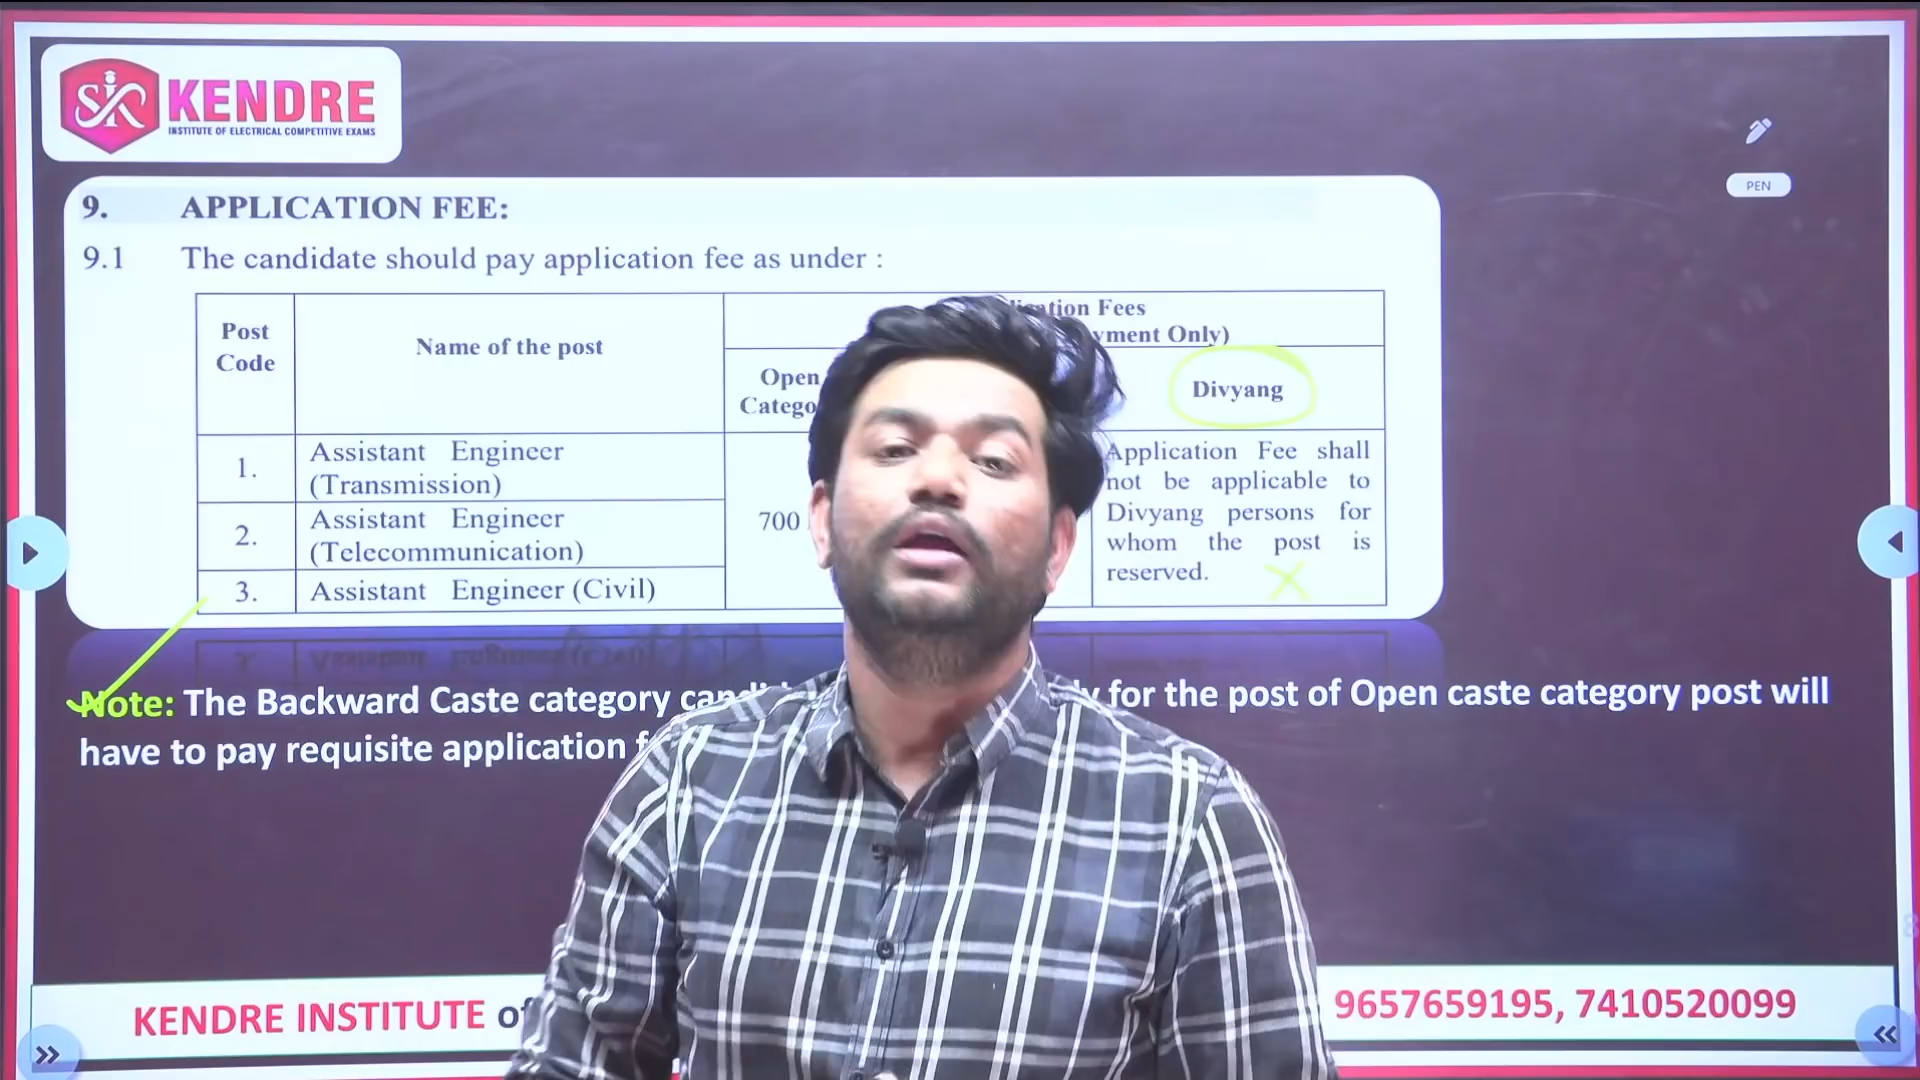 SK KENDRE
INSTITUTE OF ELECTRICAL COMPETITIVE EXAMS
PEN
9. APPLICATION FEE:
9.1 The candidate should pay application fee as under :
Post Code
Name of the post
Fees
Only)
Open
Divyang
1. Assistant Engineer
(Transmission)
2. Assistant Engineer
(Telecommunication)
3. Assistant Engineer (Civil)
700
Application Fee shall
not be applicable to
Divyang persons for
whom the post is
reserved.
Note: The Backward Caste category for the post of Open caste category post will
have to pay requisite application
KENDRE INSTITUTE of 9657659195, 7410520099